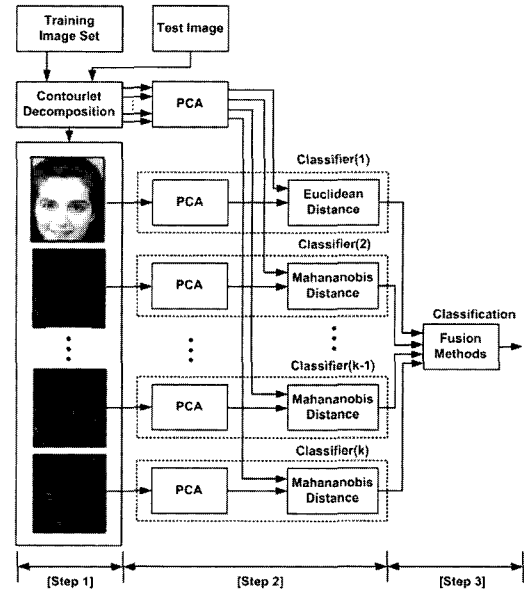 Training
Image Set
Test Image
Contourlet
Decomposition
PCA
Classifier(1)
PCA
Euclidean
Distance
Classifier(2)
PCA
Mahananobis
Distance
Classification
Fusion
Methods
Classifier(k-1)
PCA
Mahananobis
Distance
Classifier(k)
PCA
Mahananobis
Distance
[Step 1]
[Step 2]
[Step 3]